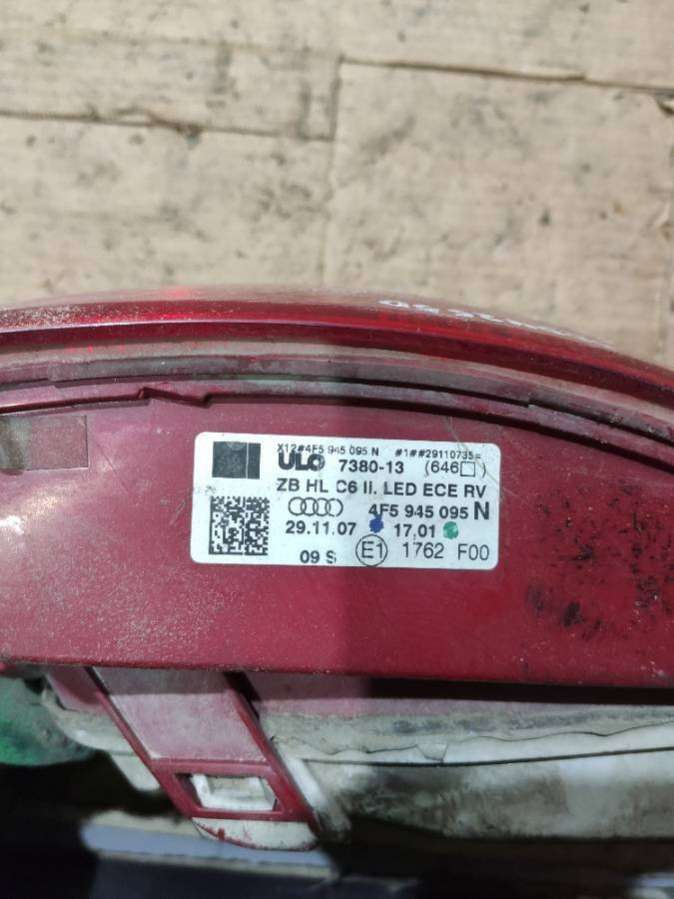 X12#4F5 945 095 N #1##29110735=
ULO 7380-13 (646□)
ZB HL C6 II. LED ECE RV
4F5 945 095 N
29.11.07 17.01
09 S E1 1762 F00